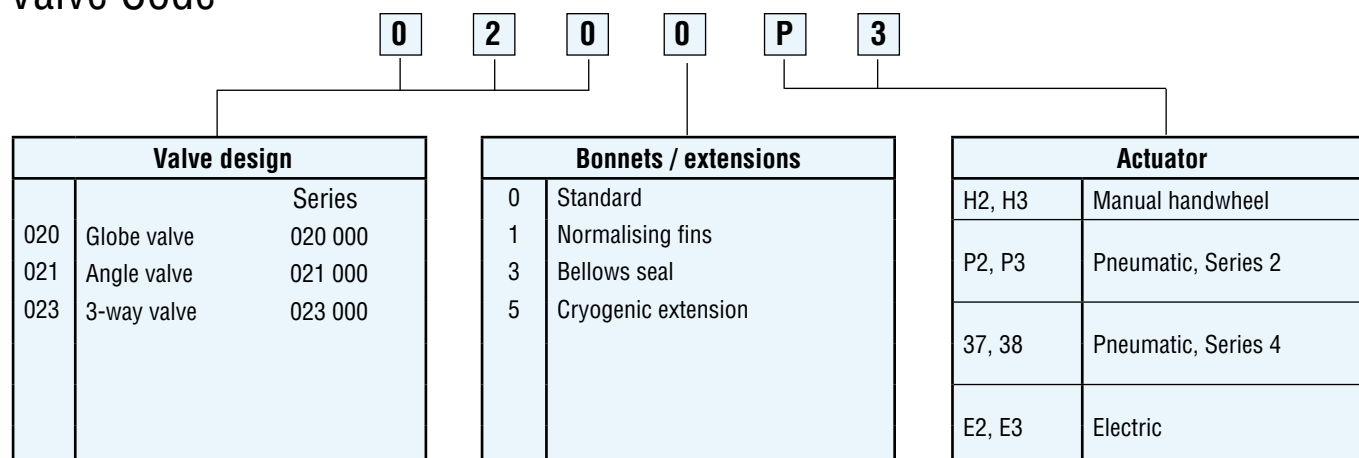 Valve Code
0 2 0 0 P 3
Valve design
Series
020 Globe valve 020 000
021 Angle valve 021 000
023 3-way valve 023 000
Bonnets / extensions
0 Standard
1 Normalising fins
3 Bellows seal
5 Cryogenic extension
Actuator
H2, H3 Manual handwheel
P2, P3 Pneumatic, Series 2
37, 38 Pneumatic, Series 4
E2, E3 Electric